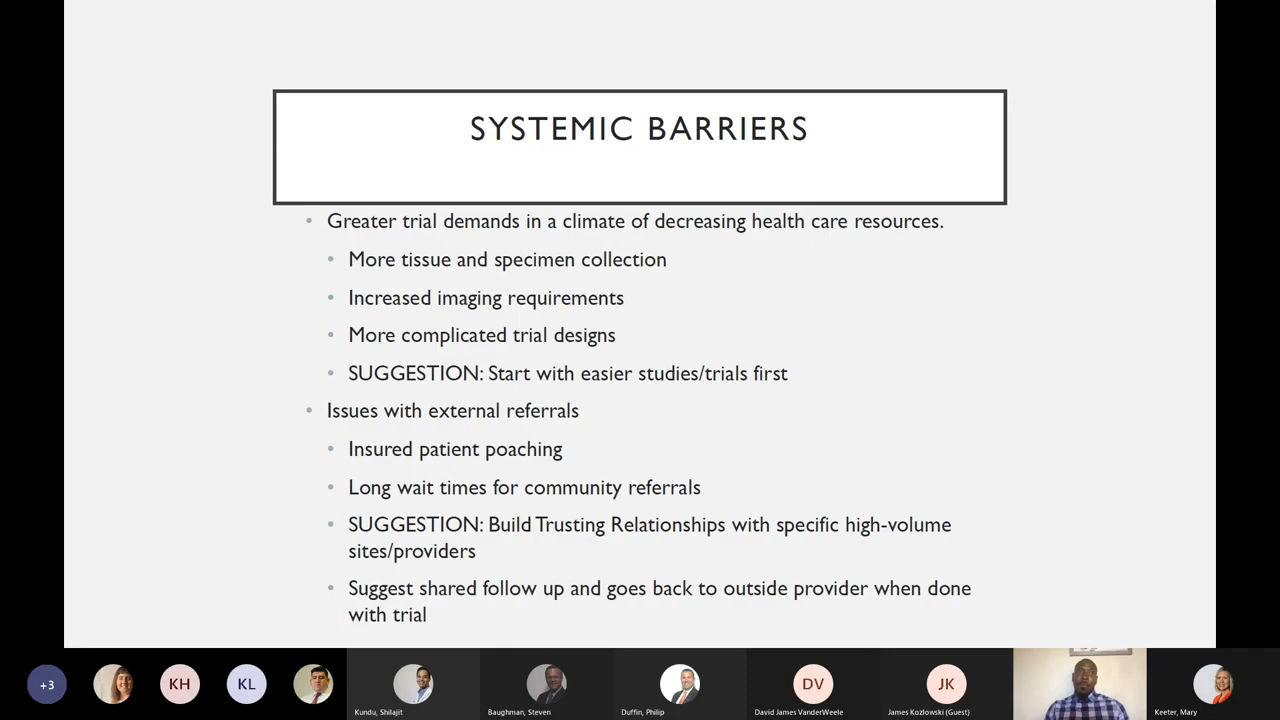 SYSTEMIC BARRIERS
Greater trial demands in a climate of decreasing health care resources.
More tissue and specimen collection
Increased imaging requirements
More complicated trial designs
SUGGESTION: Start with easier studies/trials first
Issues with external referrals
Insured patient poaching
Long wait times for community referrals
SUGGESTION: Build Trusting Relationships with specific high-volume
sites/providers
Suggest shared follow up and goes back to outside provider when done
with trial
+3
KH
KL
Kundu, Shilajit
Baughman, Steven
Duffin, Philip
DV
David James VanderWeele
JK
James Kozlowski (Guest)
Keeter, Mary